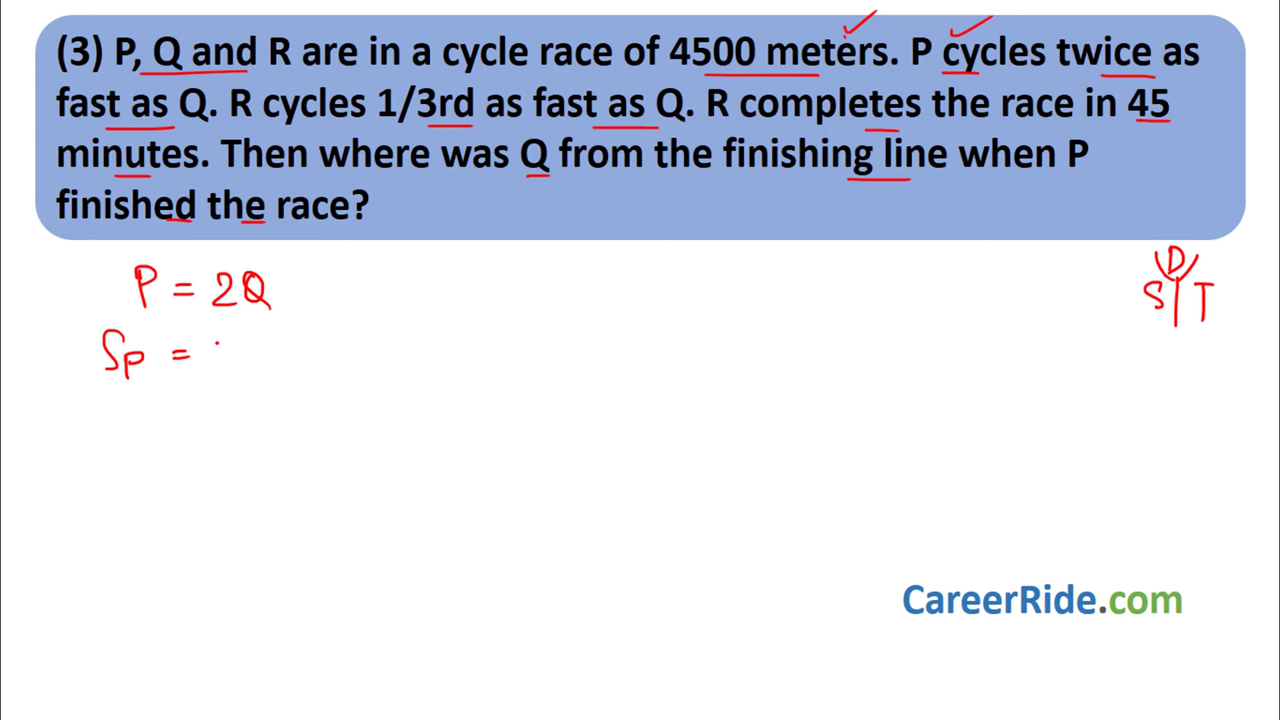 (3) P, Q and R are in a cycle race of 4500 meters. P cycles twice as
fast as Q. R cycles 1/3rd as fast as Q. R completes the race in 45
minutes. Then where was Q from the finishing line when P
finished the race?
P = 2Q
D
S T
Sp =
CareerRide.com